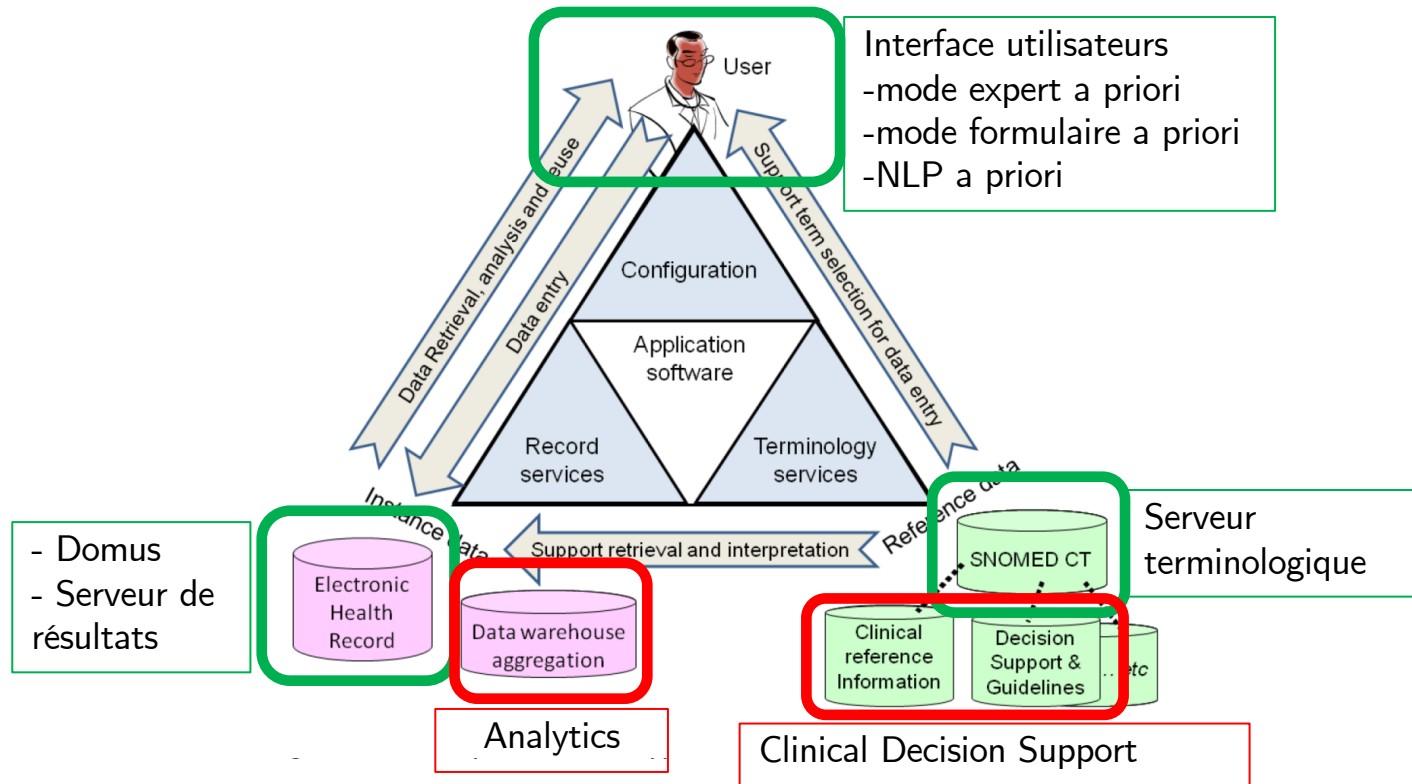 Interface utilisateurs
-mode expert a priori
-mode formulaire a priori
-NLP a priori
User
Data Retrieval, analysis and reuse
Data entry
Support term selection for data entry
Configuration
Application
software
Record
services
Terminology
services
Instance data
Reference data
Support retrieval and interpretation
- Domus
- Serveur de
résultats
Electronic
Health
Record
Data warehouse
aggregation
SNOMED CT
Serveur
terminologique
Clinical
reference
Information
Decision
Support &
Guidelines
... etc
Analytics
Clinical Decision Support